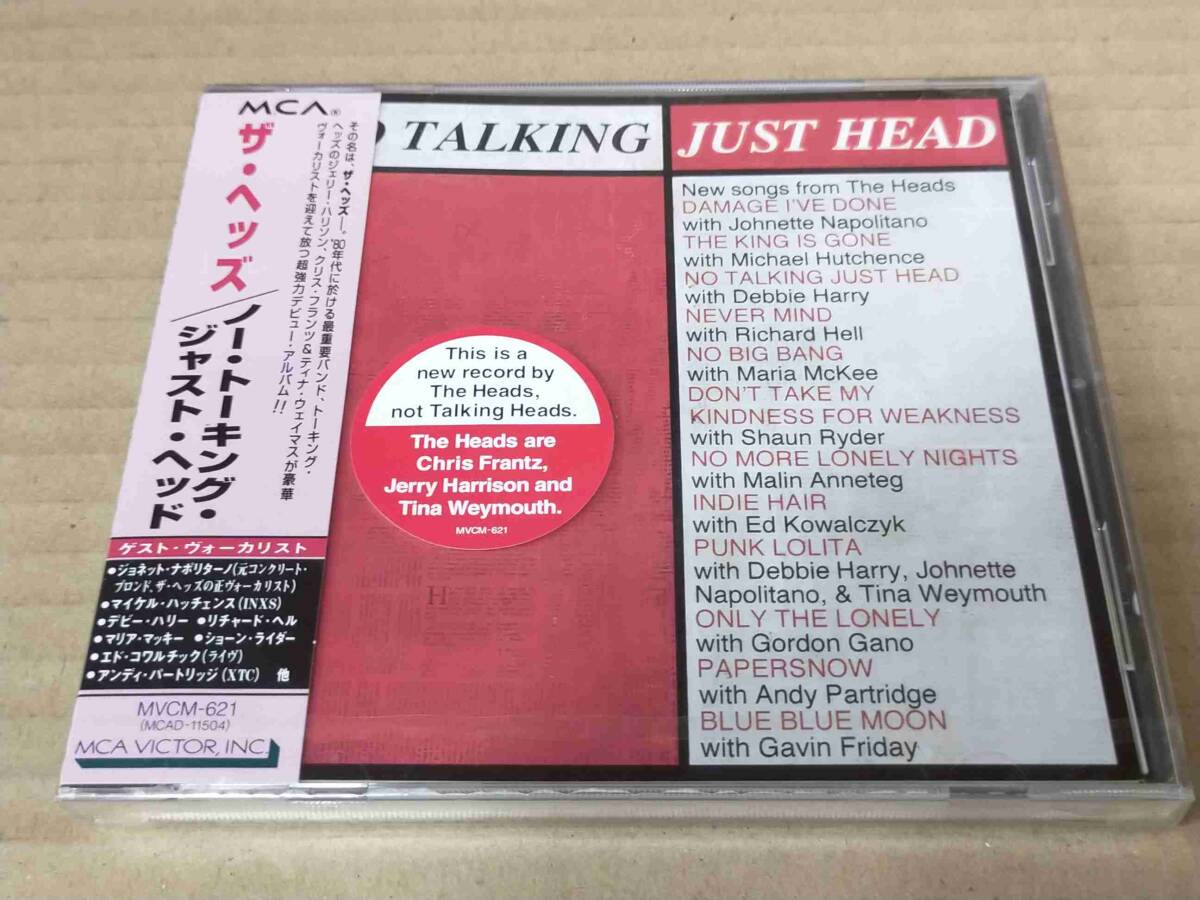 MCA®
ザ・ヘッズ/ノー・トーキング・
ジャスト・ヘッド
その名は、ザ・ヘッズ―。'80年代に於ける最重要バンド、トーキング・
ヘッズのジェリー・ハリソン、クリス・フランツ&ティナ・ウェイマスが豪華
ヴォーカリストを迎えて放つ超強力デビュー・アルバム!!
ゲスト・ヴォーカリスト
●ジョネット・ナポリターノ(元コンクリート・
ブロンド、ザ・ヘッズの正ヴォーカリスト)
●マイケル・ハッチェンス(INXS)
●デビー・ハリー ●リチャード・ヘル
●マリア・マッキー ●ショーン・ライダー
●エド・コワルチック(ライヴ)
●アンディ・パートリッジ(XTC) 他
MVCM-621
(MCAD-11504)
MCA VICTOR, INC.
TALKING
JUST HEAD
This is a
new record by
The Heads,
not Talking Heads.
The Heads are
Chris Frantz,
Jerry Harrison and
Tina Weymouth.
MVCM-621
New songs from The Heads
DAMAGE I'VE DONE
with Johnette Napolitano
THE KING IS GONE
with Michael Hutchence
NO TALKING JUST HEAD
with Debbie Harry
NEVER MIND
with Richard Hell
NO BIG BANG
with Maria McKee
DON'T TAKE MY
KINDNESS FOR WEAKNESS
with Shaun Ryder
NO MORE LONELY NIGHTS
with Malin Anneteg
INDIE HAIR
with Ed Kowalczyk
PUNK LOLITA
with Debbie Harry, Johnette
Napolitano, & Tina Weymouth
ONLY THE LONELY
with Gordon Gano
PAPERSNOW
with Andy Partridge
BLUE BLUE MOON
with Gavin Friday